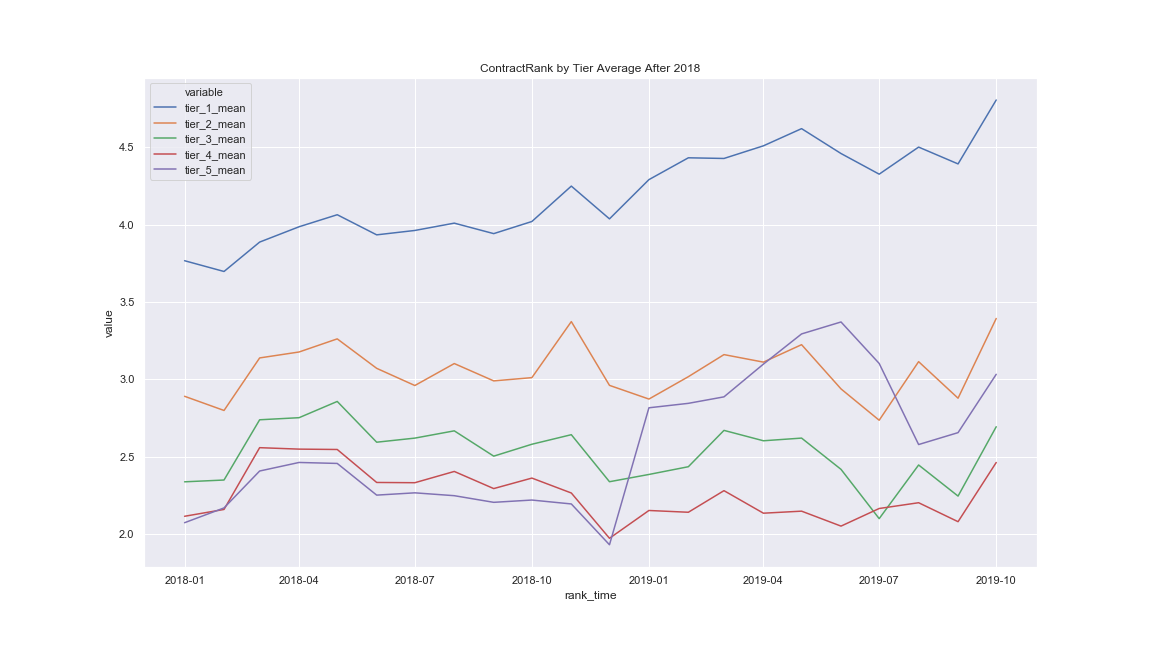 ContractRank by Tier Average After 2018
variable
tier_1_mean
tier_2_mean
tier_3_mean
tier_4_mean
tier_5_mean
value
4.5
4.0
3.5
3.0
2.5
2.0
2018-01 2018-04 2018-07 2018-10 2019-01 2019-04 2019-07 2019-10
rank_time